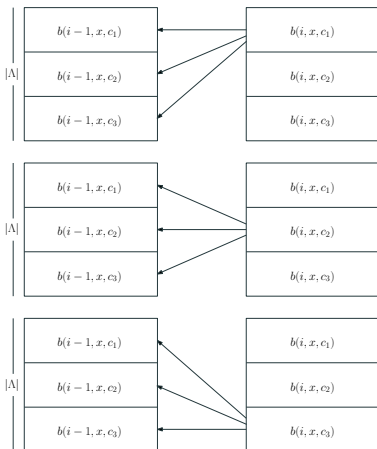 b(i − 1, x, c₁) b(i, x, c₁)
|Λ| b(i − 1, x, c₂) b(i, x, c₂)
b(i − 1, x, c₃) b(i, x, c₃)
b(i − 1, x, c₁) b(i, x, c₁)
|Λ| b(i − 1, x, c₂) b(i, x, c₂)
b(i − 1, x, c₃) b(i, x, c₃)
b(i − 1, x, c₁) b(i, x, c₁)
|Λ| b(i − 1, x, c₂) b(i, x, c₂)
b(i − 1, x, c₃) b(i, x, c₃)